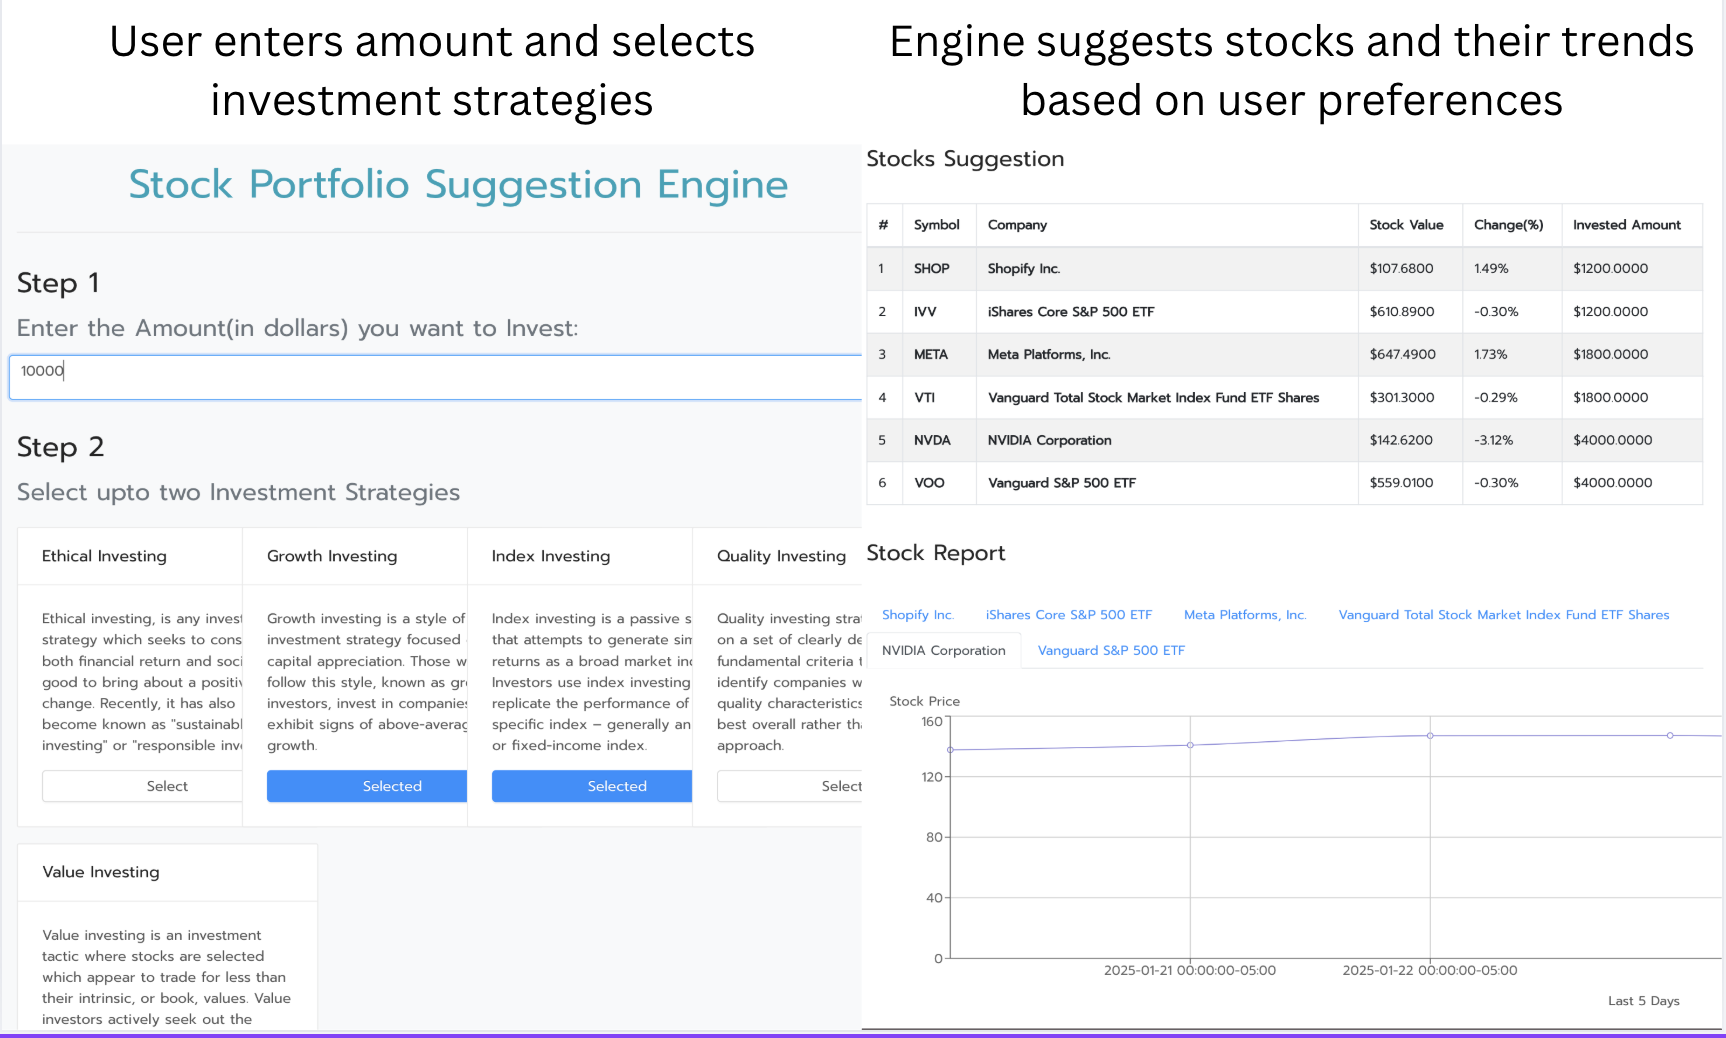 User enters amount and selects
investment strategies
Stock Portfolio Suggestion Engine
Step 1
Enter the Amount(in dollars) you want to Invest:
10000
Step 2
Select upto two Investment Strategies
Ethical Investing
Ethical investing, is any invest
strategy which seeks to cons
both financial return and soci
good to bring about a positiv
change. Recently, it has also
become known as "sustainabl
investing" or "responsible inv
Select
Growth Investing
Growth investing is a style of
investment strategy focused
capital appreciation. Those w
follow this style, known as gr
investors, invest in companies
exhibit signs of above-averag
growth.
Selected
Index Investing
Index investing is a passive s
that attempts to generate sim
returns as a broad market ind
Investors use index investing
replicate the performance of
specific index – generally an
or fixed-income index.
Selected
Quality Investing
Quality investing stra
on a set of clearly de
fundamental criteria t
identify companies w
quality characteristics
best overall rather tha
approach.
Select
Value Investing
Value investing is an investment
tactic where stocks are selected
which appear to trade for less than
their intrinsic, or book, values. Value
investors actively seek out the
Engine suggests stocks and their trends
based on user preferences
Stocks Suggestion
# Symbol Company Stock Value Change(%) Invested Amount
1 SHOP Shopify Inc. $107.6800 1.49% $1200.0000
2 IVV iShares Core S&P 500 ETF $610.8900 -0.30% $1200.0000
3 META Meta Platforms, Inc. $647.4900 1.73% $1800.0000
4 VTI Vanguard Total Stock Market Index Fund ETF Shares $301.3000 -0.29% $1800.0000
5 NVDA NVIDIA Corporation $142.6200 -3.12% $4000.0000
6 VOO Vanguard S&P 500 ETF $559.0100 -0.30% $4000.0000
Stock Report
Shopify Inc. iShares Core S&P 500 ETF Meta Platforms, Inc. Vanguard Total Stock Market Index Fund ETF Shares
NVIDIA Corporation Vanguard S&P 500 ETF
Stock Price
160
120
80
40
0
2025-01-21 00:00:00-05:00 2025-01-22 00:00:00-05:00
Last 5 Days